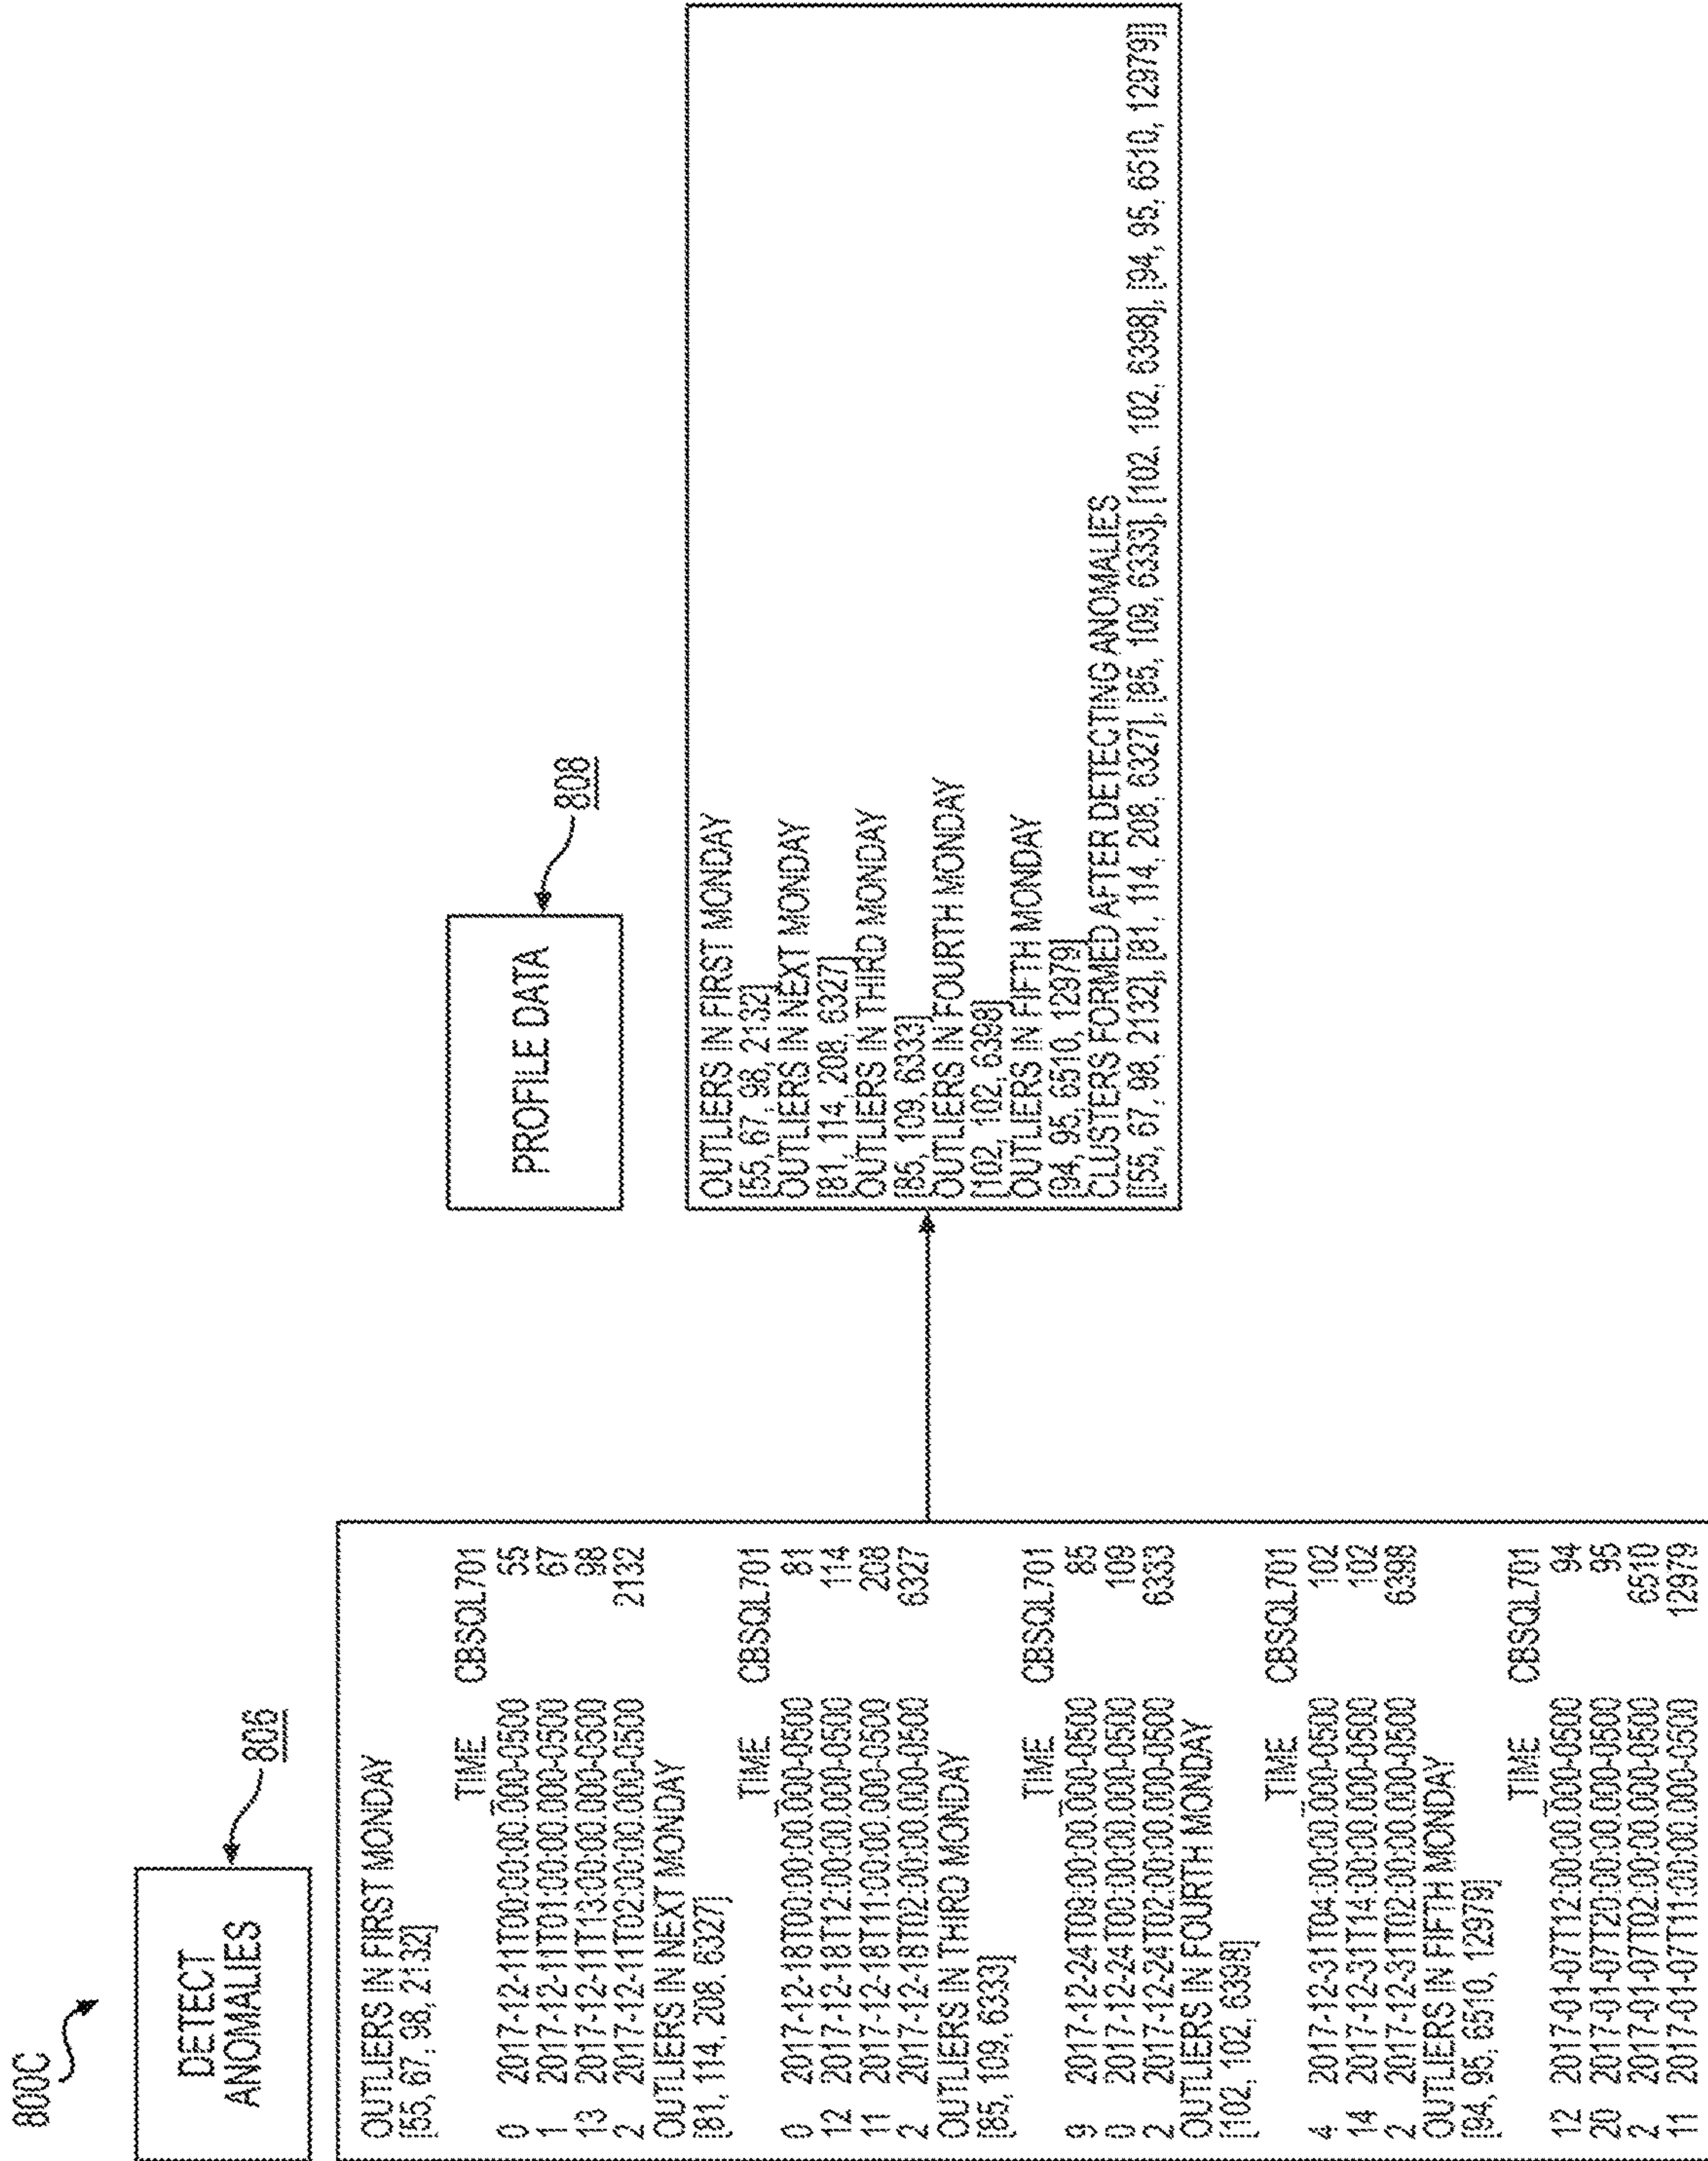 800C
DETECT
ANOMALIES
806
OUTLIERS IN FIRST MONDAY
[55, 67, 98, 2132]
TIME CBSQL701
0 2017-12-11T00:00:00.000-0500 55
1 2017-12-11T01:00:00.000-0500 67
13 2017-12-11T13:00:00.000-0500 98
2 2017-12-11T02:00:00.000-0500 2132
OUTLIERS IN NEXT MONDAY
[81, 114, 208, 6327]
TIME CBSQL701
0 2017-12-18T00:00:00.000-0500 81
12 2017-12-18T12:00:00.000-0500 114
11 2017-12-18T11:00:00.000-0500 208
2 2017-12-18T02:00:00.000-0500 6327
OUTLIERS IN THIRD MONDAY
[85, 109, 6333]
TIME CBSQL701
9 2017-12-24T09:00:00.000-0500 85
0 2017-12-24T00:00:00.000-0500 109
2 2017-12-24T02:00:00.000-0500 6333
OUTLIERS IN FOURTH MONDAY
[102, 102, 6398]
TIME CBSQL701
4 2017-12-31T04:00:00.000-0500 102
14 2017-12-31T14:00:00.000-0500 102
2 2017-12-31T02:00:00.000-0500 6398
OUTLIERS IN FIFTH MONDAY
[94, 95, 6510, 12979]
TIME CBSQL701
12 2017-01-07T12:00:00.000-0500 94
20 2017-01-07T20:00:00.000-0500 95
2 2017-01-07T02:00:00.000-0500 6510
11 2017-01-07T11:00:00.000-0500 12979
PROFILE DATA
808
OUTLIERS IN FIRST MONDAY
[55, 67, 98, 2132]
OUTLIERS IN NEXT MONDAY
[81, 114, 208, 6327]
OUTLIERS IN THIRD MONDAY
[85, 109, 6333]
OUTLIERS IN FOURTH MONDAY
[102, 102, 6398]
OUTLIERS IN FIFTH MONDAY
[94, 95, 6510, 12979]
CLUSTERS FORMED AFTER DETECTING ANOMALIES
[[55, 67, 98, 2132], [81, 114, 208, 6327], [85, 109, 6333], [102, 102, 6398], [94, 95, 6510, 12979]]